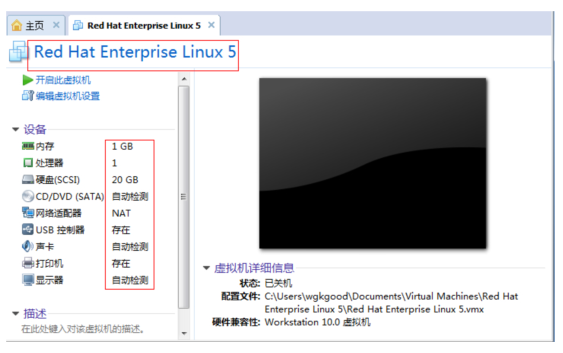 主页 × Red Hat Enterprise Linux 5 ×
Red Hat Enterprise Linux 5
开启此虚拟机
编辑虚拟机设置
设备
内存 1 GB
处理器 1
硬盘(SCSI) 20 GB
CD/DVD (SATA) 自动检测
网络适配器 NAT
USB 控制器 存在
声卡 自动检测
打印机 存在
显示器 自动检测
描述
在此处键入对该虚拟机的描述。
虚拟机详细信息
状态: 已关机
配置文件: C:\Users\wgkgood\Documents\Virtual Machines\Red Hat
Enterprise Linux 5\Red Hat Enterprise Linux 5.vmx
硬件兼容性: Workstation 10.0 虚拟机